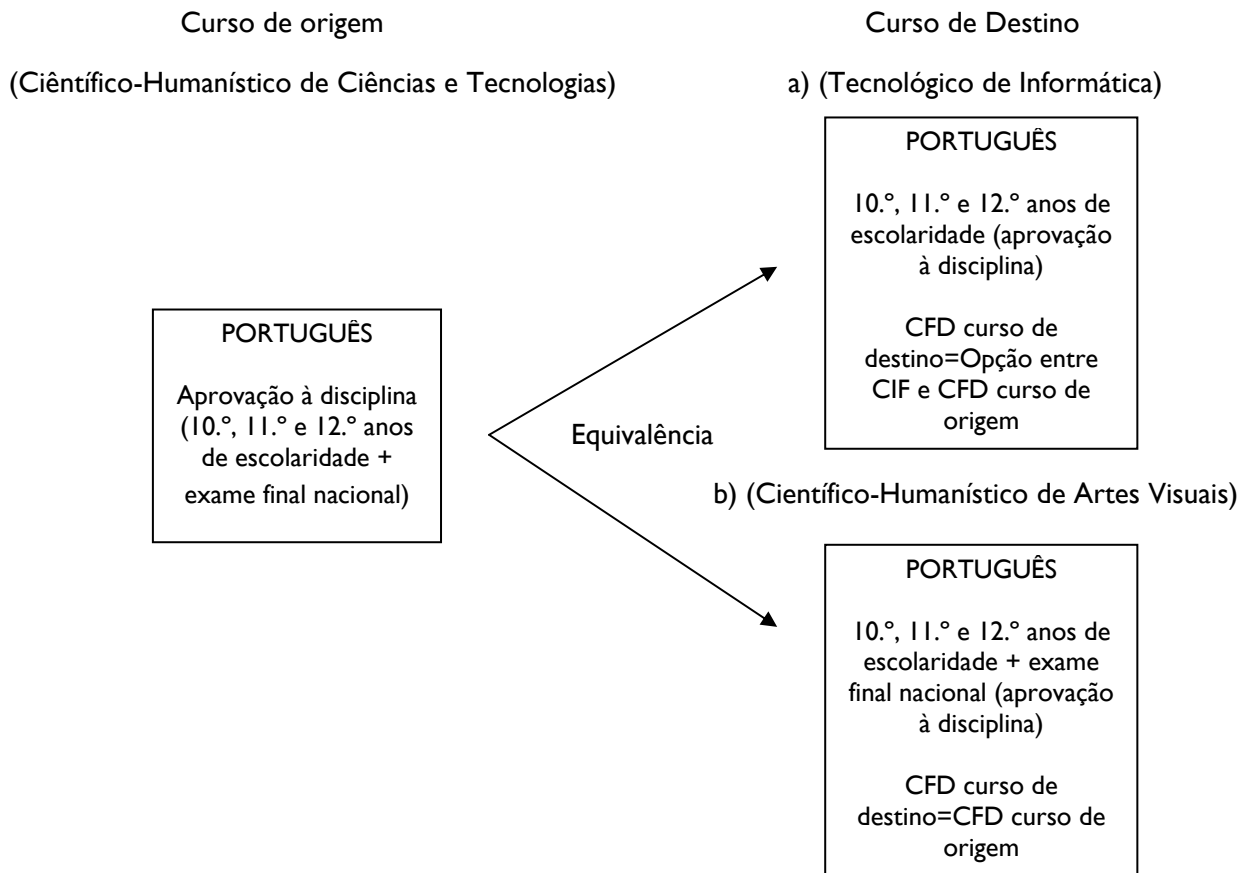 Curso de origem
(Ciêntífico-Humanístico de Ciências e Tecnologias)
PORTUGUÊS
Aprovação à disciplina
(10.º, 11.º e 12.º anos
de escolaridade +
exame final nacional)
Equivalência
Curso de Destino
a) (Tecnológico de Informática)
PORTUGUÊS
10.º, 11.º e 12.º anos de
escolaridade (aprovação
à disciplina)
CFD curso de
destino=Opção entre
CIF e CFD curso de
origem
b) (Científico-Humanístico de Artes Visuais)
PORTUGUÊS
10.º, 11.º e 12.º anos de
escolaridade + exame
final nacional (aprovação
à disciplina)
CFD curso de
destino=CFD curso de
origem